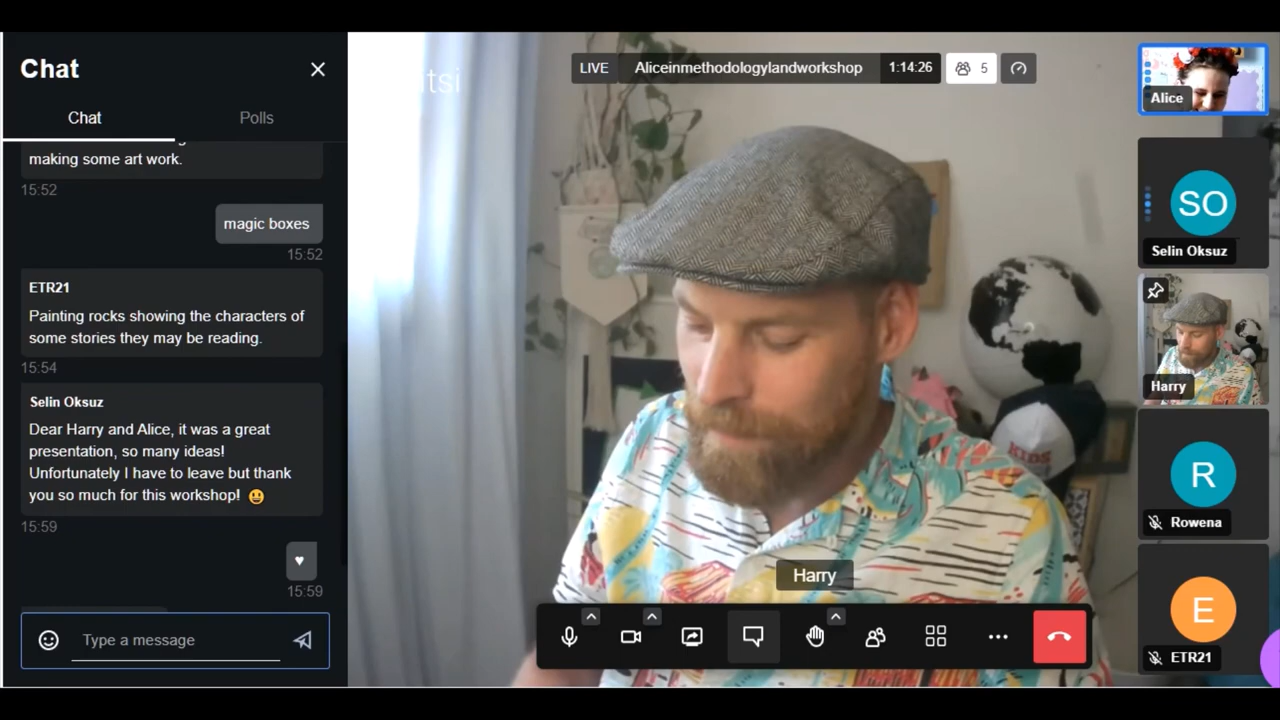 Chat
Chat
Polls
making some art work.
15:52
magic boxes
15:52
ETR21
Painting rocks showing the characters of
some stories they may be reading.
15:54
Selin Oksuz
Dear Harry and Alice, it was a great
presentation, so many ideas!
Unfortunately I have to leave but thank
you so much for this workshop! 😃
15:59
♥
15:59
Type a message
itsi
LIVE
Aliceinmethodologylandworkshop
1:14:26
5
KIDS
Harry
Alice
SO
Selin Oksuz
Harry
R
Rowena
E
ETR21